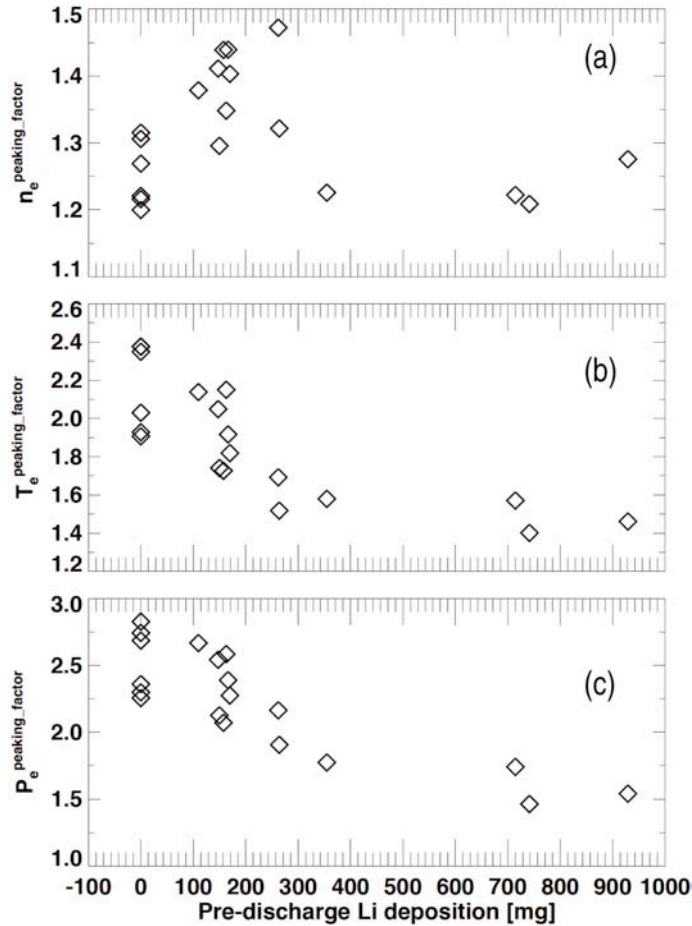 1.5
1.4
1.3
1.2
1.1
n_e^peaking_factor
(a)
2.6
2.4
2.2
2.0
1.8
1.6
1.4
1.2
T_e^peaking_factor
(b)
3.0
2.5
2.0
1.5
1.0
P_e^peaking_factor
(c)
-100 0 100 200 300 400 500 600 700 800 900 1000
Pre-discharge Li deposition [mg]